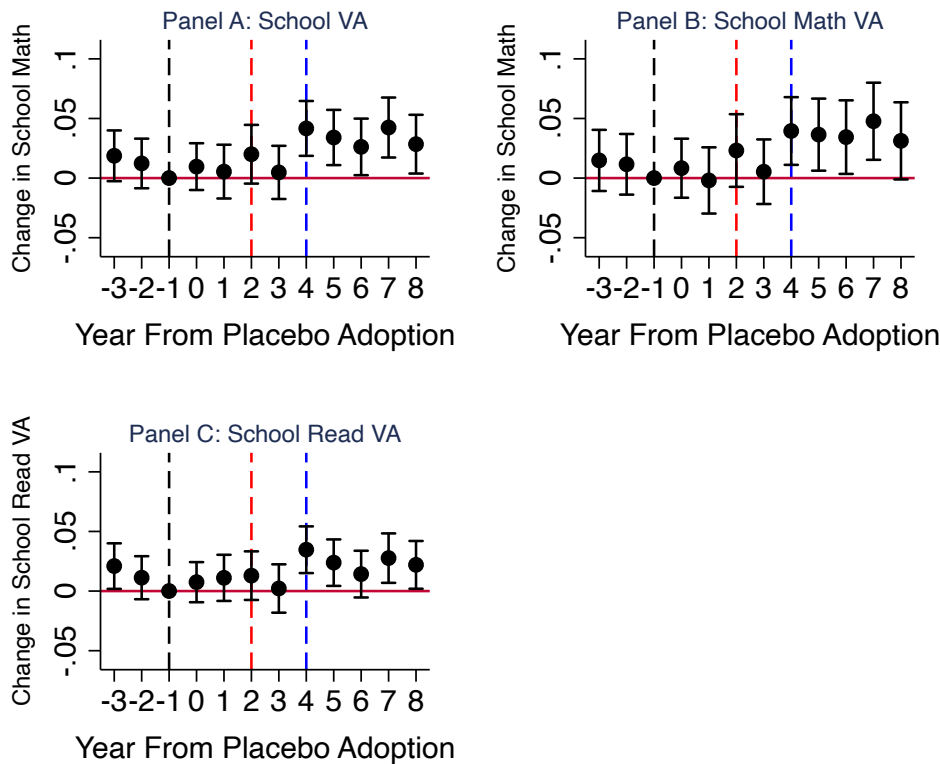 Panel A: School VA
Change in School Math
.1
.05
0
-.05
-3 -2 -1 0 1 2 3 4 5 6 7 8
Year From Placebo Adoption
Panel B: School Math VA
Change in School Math
.1
.05
0
-.05
-3 -2 -1 0 1 2 3 4 5 6 7 8
Year From Placebo Adoption
Panel C: School Read VA
Change in School Read VA
.1
.05
0
-.05
-3 -2 -1 0 1 2 3 4 5 6 7 8
Year From Placebo Adoption